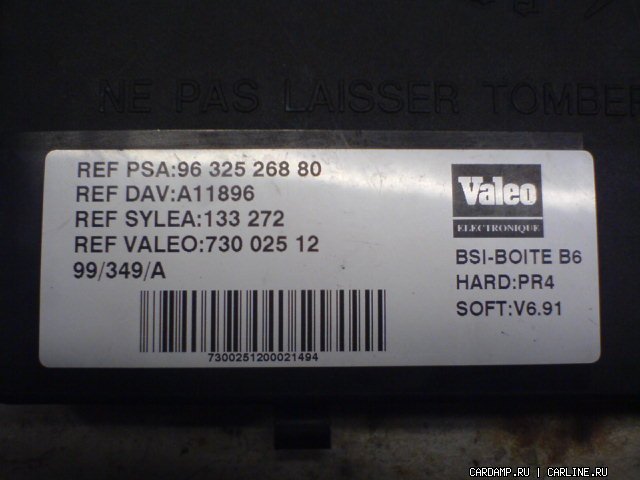 NE PAS LAISSER TOMBER
REF PSA:96 325 268 80
REF DAV:A11896
REF SYLEA:133 272
REF VALEO:730 025 12
99/349/A
7300251200021494
Valeo
ELECTRONIQUE
BSI-BOITE B6
HARD:PR4
SOFT:V6.91
CARDAMP.RU | CARLINE.RU